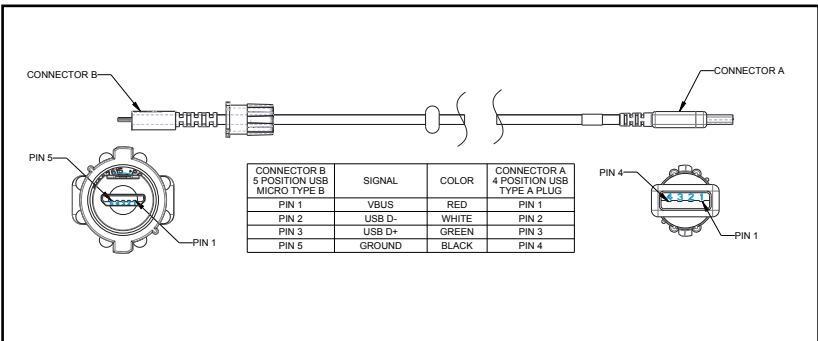 CONNECTOR B
CONNECTOR A
PIN 5
PIN 1
CONNECTOR B
5 POSITION USB
MICRO TYPE B
SIGNAL
COLOR
CONNECTOR A
4 POSITION USB
TYPE A PLUG
PIN 1 VBUS RED PIN 1
PIN 2 USB D- WHITE PIN 2
PIN 3 USB D+ GREEN PIN 3
PIN 5 GROUND BLACK PIN 4
PIN 4
4 3 2 1
PIN 1